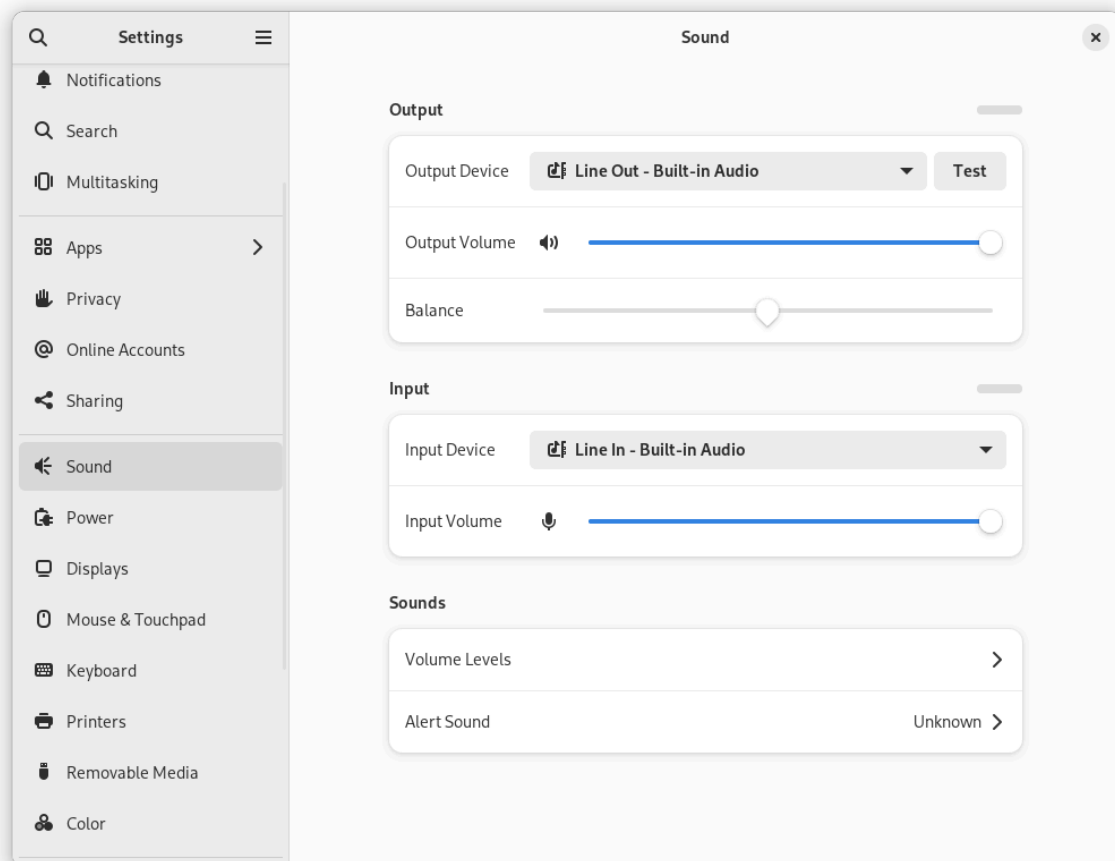 Settings
Notifications
Search
Multitasking
Apps
Privacy
Online Accounts
Sharing
Sound
Power
Displays
Mouse & Touchpad
Keyboard
Printers
Removable Media
Color
Sound
Output
Output Device
Line Out - Built-in Audio
Test
Output Volume
Balance
Input
Input Device
Line In - Built-in Audio
Input Volume
Sounds
Volume Levels
Alert Sound
Unknown